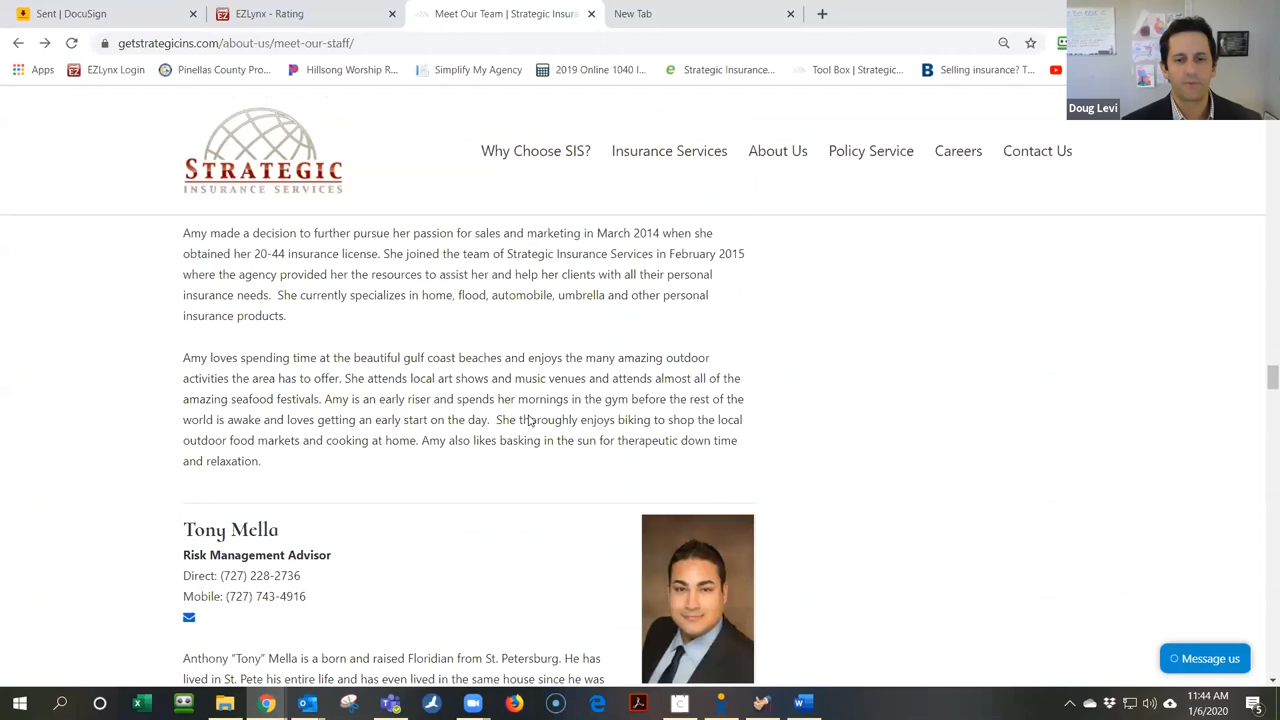 Sent | DocuSign
EZLynx - Rating
Meet Our Team | Strategic Insura
New Tab
getstrategicins.com/about-us/meet-our-staff/
Apps
EZLynx Login
Pinellas County Pro...
Hillsong Worship R...
Simplify My Agency
2019 Online 1040 I...
Strategic Insurance...
Tool Box | Strategic...
Selling insurance? T...
Doug Levi
STRATEGIC
INSURANCE SERVICES
Why Choose SIS?
Insurance Services
About Us
Policy Service
Careers
Contact Us
Amy made a decision to further pursue her passion for sales and marketing in March 2014 when she
obtained her 20-44 insurance license. She joined the team of Strategic Insurance Services in February 2015
where the agency provided her the resources to assist her and help her clients with all their personal
insurance needs. She currently specializes in home, flood, automobile, umbrella and other personal
insurance products.
Amy loves spending time at the beautiful gulf coast beaches and enjoys the many amazing outdoor
activities the area has to offer. She attends local art shows and music venues and attends almost all of the
amazing seafood festivals. Amy is an early riser and spends her mornings in the gym before the rest of the
world is awake and loves getting an early start on the day. She thoroughly enjoys biking to shop the local
outdoor food markets and cooking at home. Amy also likes basking in the sun for therapeutic down time
and relaxation.
Tony Mella
Risk Management Advisor
Direct: (727) 228-2736
Mobile: (727) 743-4916
Anthony “Tony” Mella is a born and raised Floridian from St. Petersburg. He has
lived in St. Pete his entire life and has even lived in the same house since he was
Message us
11:44 AM
1/6/2020
5